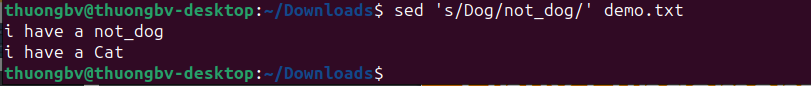 thuongbv@thuongbv-desktop:~/Downloads$ sed 's/Dog/not_dog/' demo.txt
i have a not_dog
i have a Cat
thuongbv@thuongbv-desktop:~/Downloads$